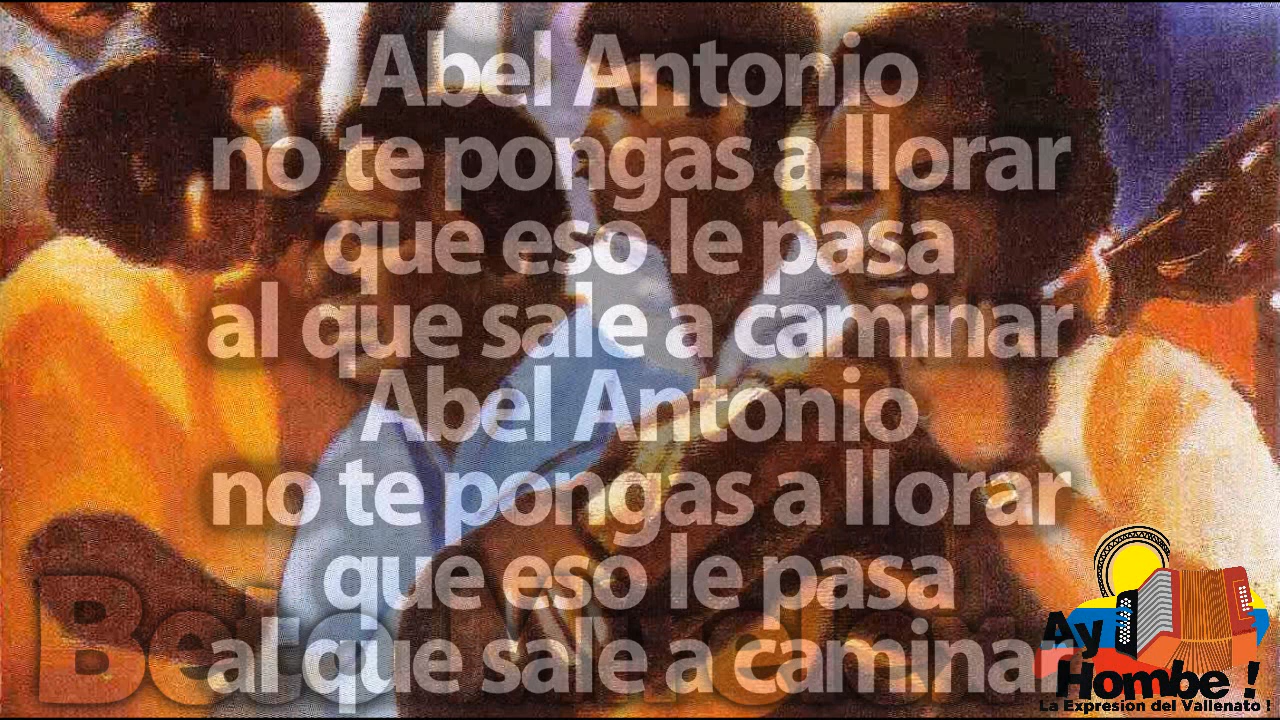 Abel Antonio
no te pongas a llorar
que eso le pasa
al que sale a caminar
Abel Antonio
no te pongas a llorar
que eso le pasa
al que sale a caminar
Beto
Ay
Hombe !
La Expresion del Vallenato !